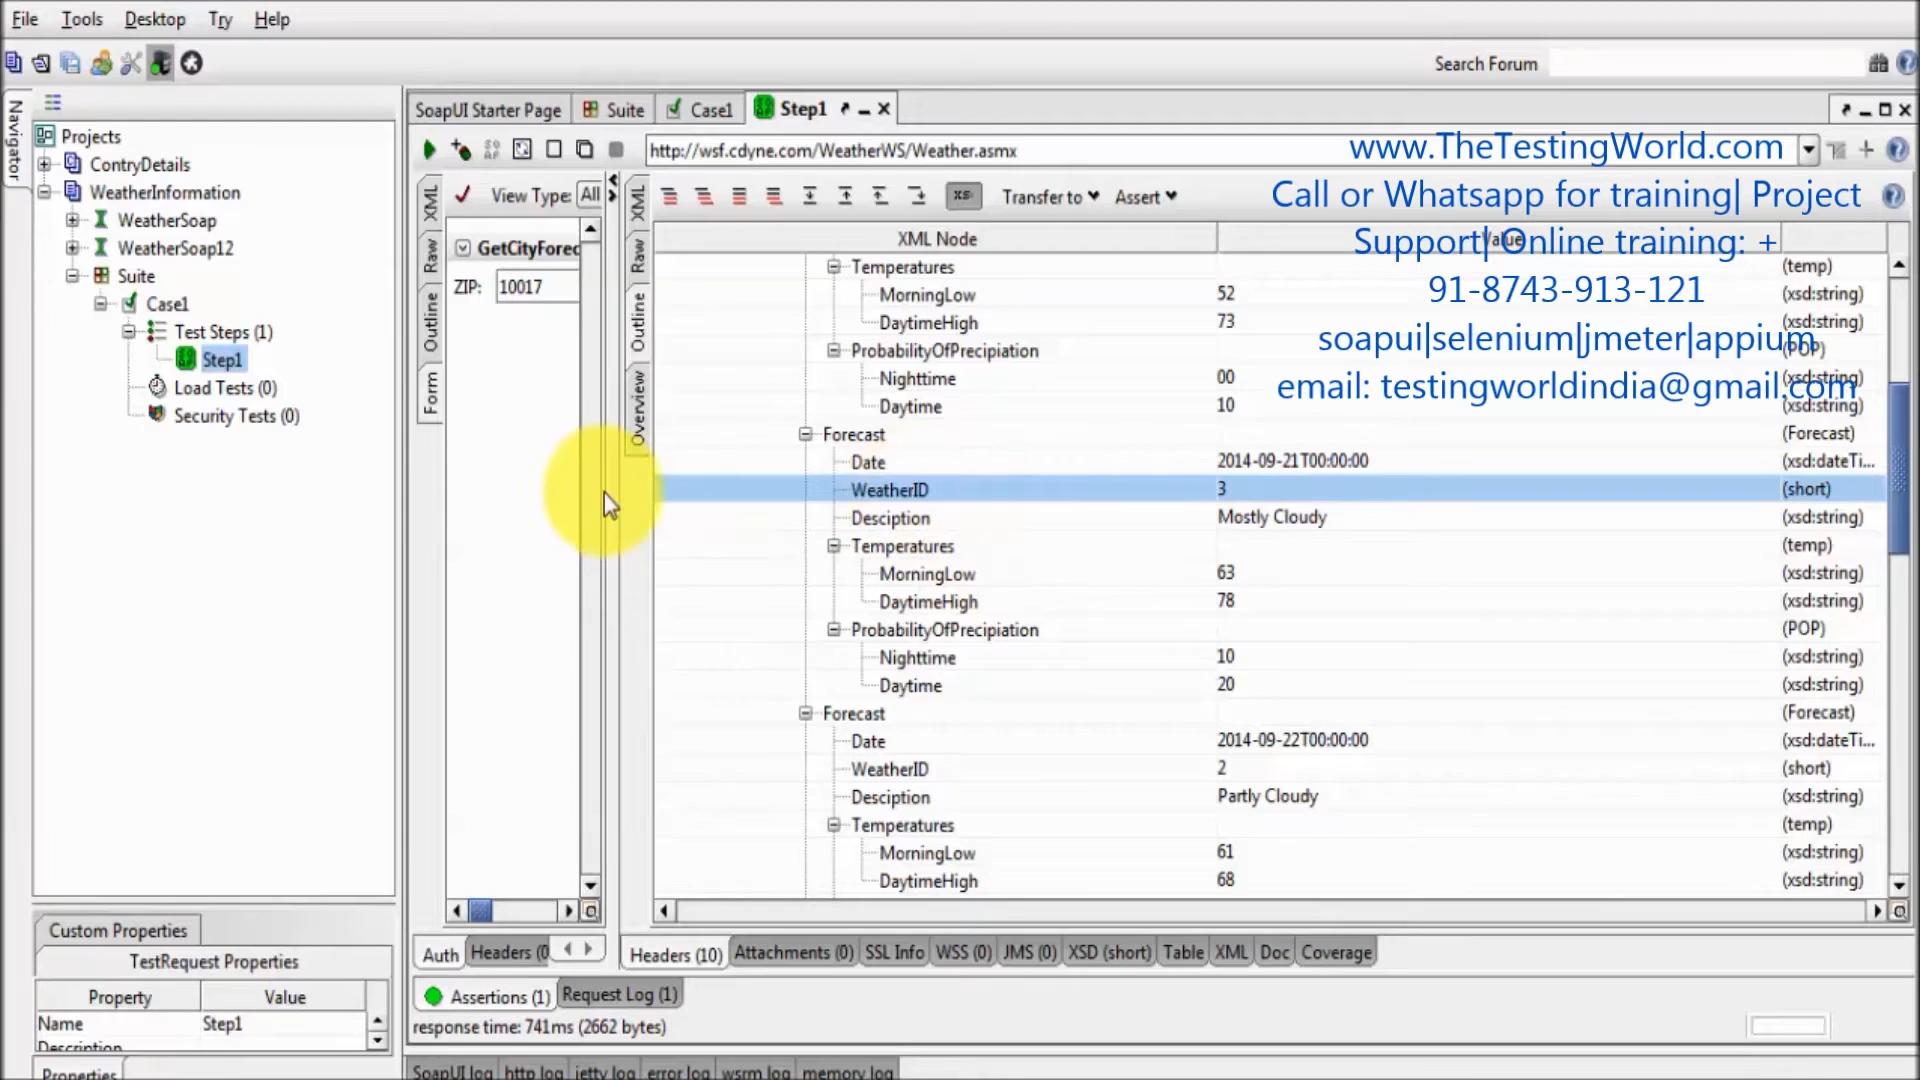 File Tools Desktop Try Help
Search Forum
Navigator
Projects
ContryDetails
WeatherInformation
WeatherSoap
WeatherSoap12
Suite
Case1
Test Steps (1)
Step1
Load Tests (0)
Security Tests (0)
Custom Properties
TestRequest Properties
Property Value
Name Step1
Description
Properties
SoapUI Starter Page Suite Case1 Step1
http://wsf.cdyne.com/WeatherWS/Weather.asmx
XML
Raw
Outline
Form
View Type: All
GetCityForec
ZIP: 10017
Auth Headers (0
XML
Raw
Outline
Overview
XS- Transfer to Assert
XML Node Value
Temperatures (temp)
MorningLow 52 (xsd:string)
DaytimeHigh 73 (xsd:string)
ProbabilityOfPrecipiation (POP)
Nighttime 00 (xsd:string)
Daytime 10 (xsd:string)
Forecast (Forecast)
Date 2014-09-21T00:00:00 (xsd:dateTi...
WeatherID 3 (short)
Desciption Mostly Cloudy (xsd:string)
Temperatures (temp)
MorningLow 63 (xsd:string)
DaytimeHigh 78 (xsd:string)
ProbabilityOfPrecipiation (POP)
Nighttime 10 (xsd:string)
Daytime 20 (xsd:string)
Forecast (Forecast)
Date 2014-09-22T00:00:00 (xsd:dateTi...
WeatherID 2 (short)
Desciption Partly Cloudy (xsd:string)
Temperatures (temp)
MorningLow 61 (xsd:string)
DaytimeHigh 68 (xsd:string)
www.TheTestingWorld.com
Call or Whatsapp for training| Project
Support| Online training: +
91-8743-913-121
soapui|selenium|jmeter|appium
email: testingworldindia@gmail.com
Headers (10) Attachments (0) SSL Info WSS (0) JMS (0) XSD (short) Table XML Doc Coverage
Assertions (1) Request Log (1)
response time: 741ms (2662 bytes)
SoapUI log http log jetty log error log wsrm log memory log